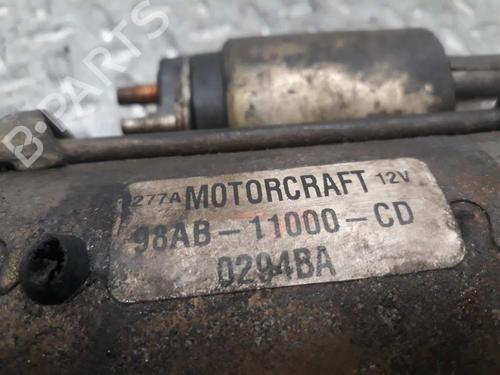 B-PARTS
277A MOTORCRAFT 12V
98AB-11000-CD
0294BA